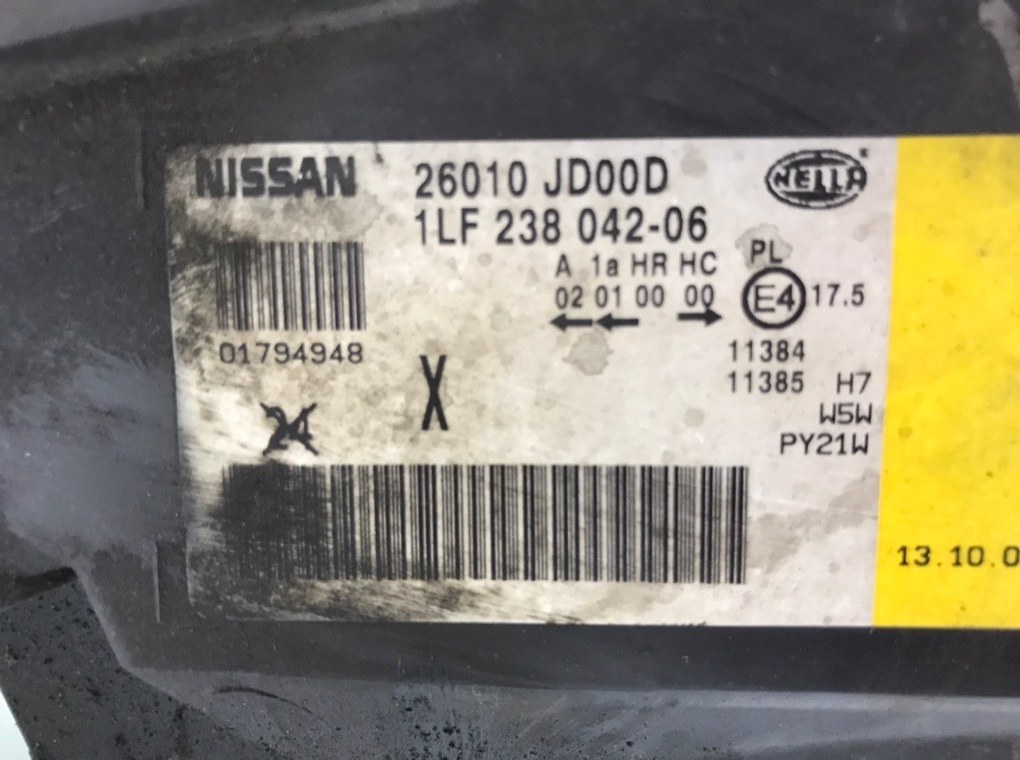 NISSAN 26010 JD00D HELLA
1LF 238 042-06
A 1a HR HC PL
02 01 00 00 E4 17.5
01794948 X 11384
11385 H7
24 W5W
PY21W
13.10.0